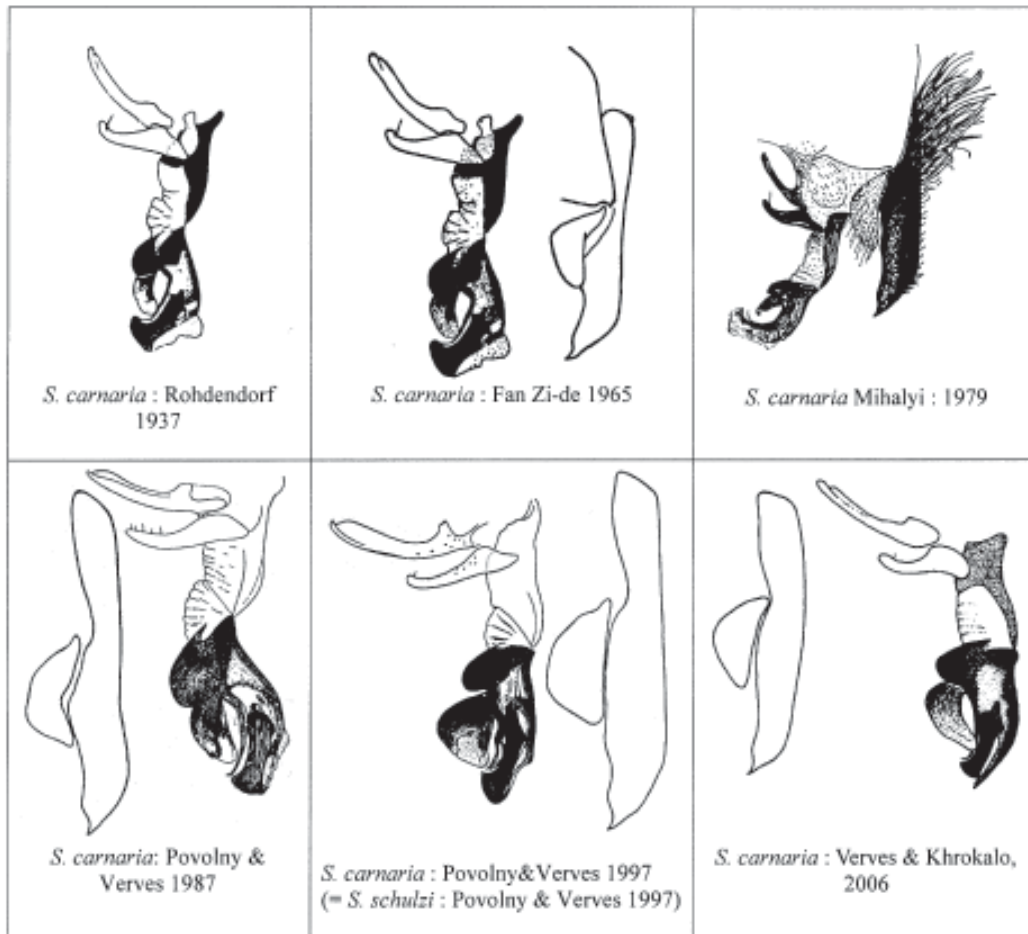 S. carnaria : Rohdendorf
1937
S. carnaria : Fan Zi-de 1965
S. carnaria Mihalyi : 1979
S. carnaria: Povolny &
Verves 1987
S. carnaria : Povolny&Verves 1997
(= S. schulzi : Povolny & Verves 1997)
S. carnaria : Verves & Khrokalo,
2006